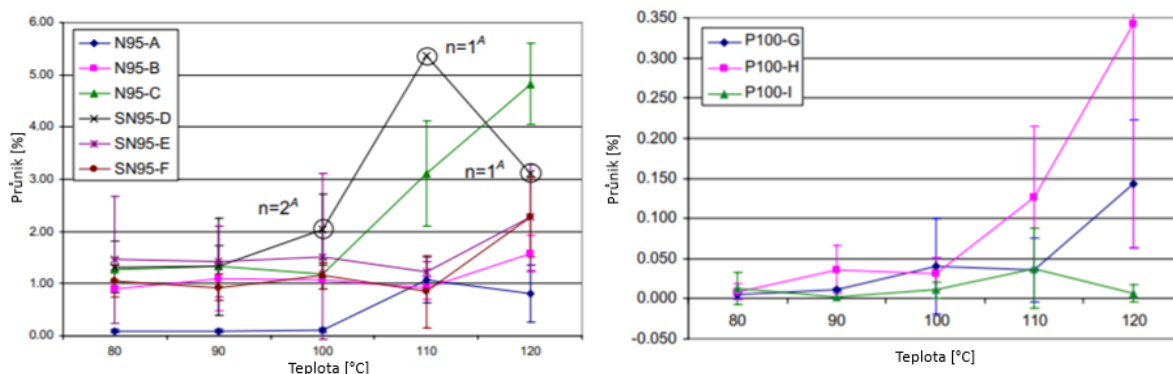 6.00
5.00
4.00
3.00
2.00
1.00
0.00
Průnik [%]
N95-A
N95-B
N95-C
SN95-D
SN95-E
SN95-F
n=1A
n=1A
n=2A
80
90
100
110
120
Teplota [°C]
0.350
0.300
0.250
0.200
0.150
0.100
0.050
0.000
-0.050
Průnik [%]
P100-G
P100-H
P100-I
80
90
100
110
120
Teplota [°C]